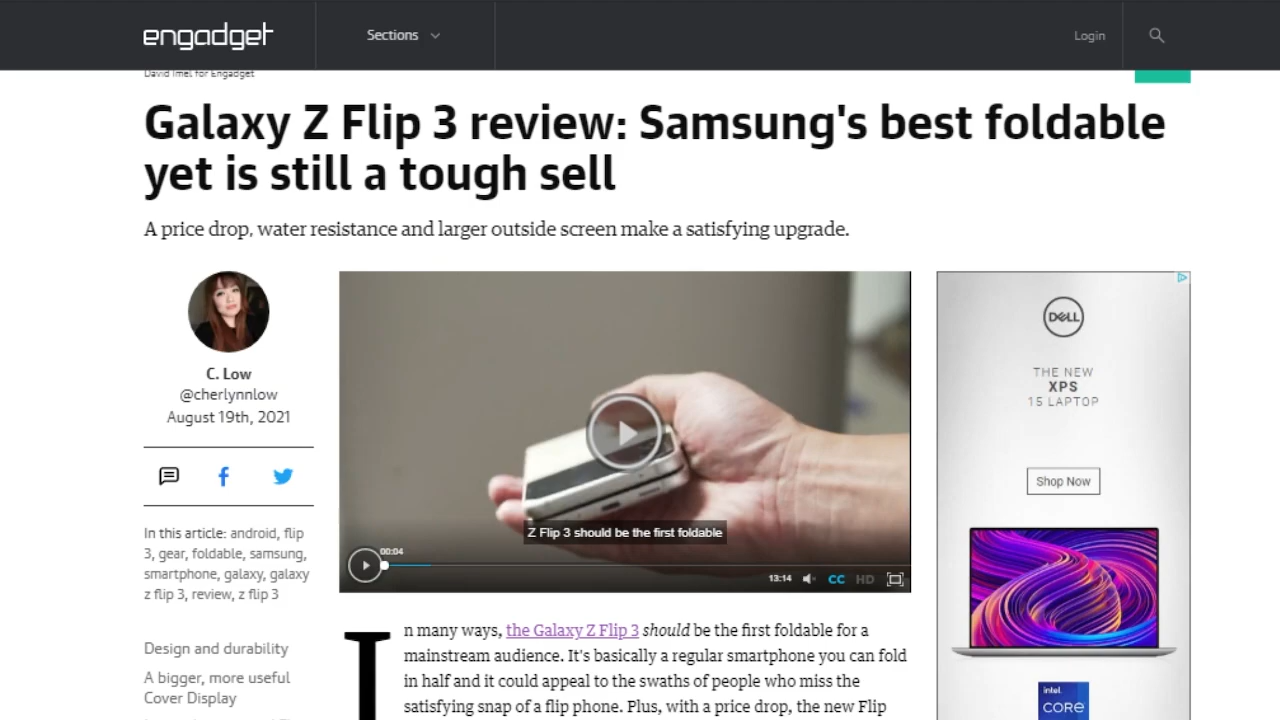 engadget
Sections
Login
David Imel for Engadget
Galaxy Z Flip 3 review: Samsung's best foldable
yet is still a tough sell
A price drop, water resistance and larger outside screen make a satisfying upgrade.
C. Low
@cherlynnlow
August 19th, 2021
In this article: android, flip
3, gear, foldable, samsung,
smartphone, galaxy, galaxy
z flip 3, review, z flip 3
Design and durability
A bigger, more useful
Cover Display
Z Flip 3 should be the first foldable
00:04
13:14
CC
HD
In many ways, the Galaxy Z Flip 3 should be the first foldable for a
mainstream audience. It's basically a regular smartphone you can fold
in half and it could appeal to the swaths of people who miss the
satisfying snap of a flip phone. Plus, with a price drop, the new Flip
DELL
THE NEW
XPS
15 LAPTOP
Shop Now
intel.
CORE